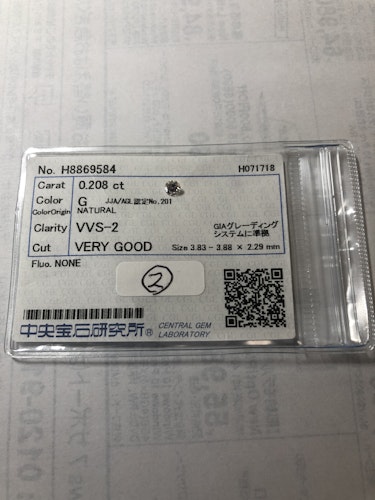 No. H8869584 H071718
Carat 0.208 ct
Color G JJA/AGL認定No.201
ColorOrigin NATURAL
Clarity VVS-2 GIAグレーディング
システムに準拠
Cut VERY GOOD Size 3.83 - 3.88 × 2.29 mm
Fluo. NONE
②
中央宝石研究所® CENTRAL GEM
LABORATORY